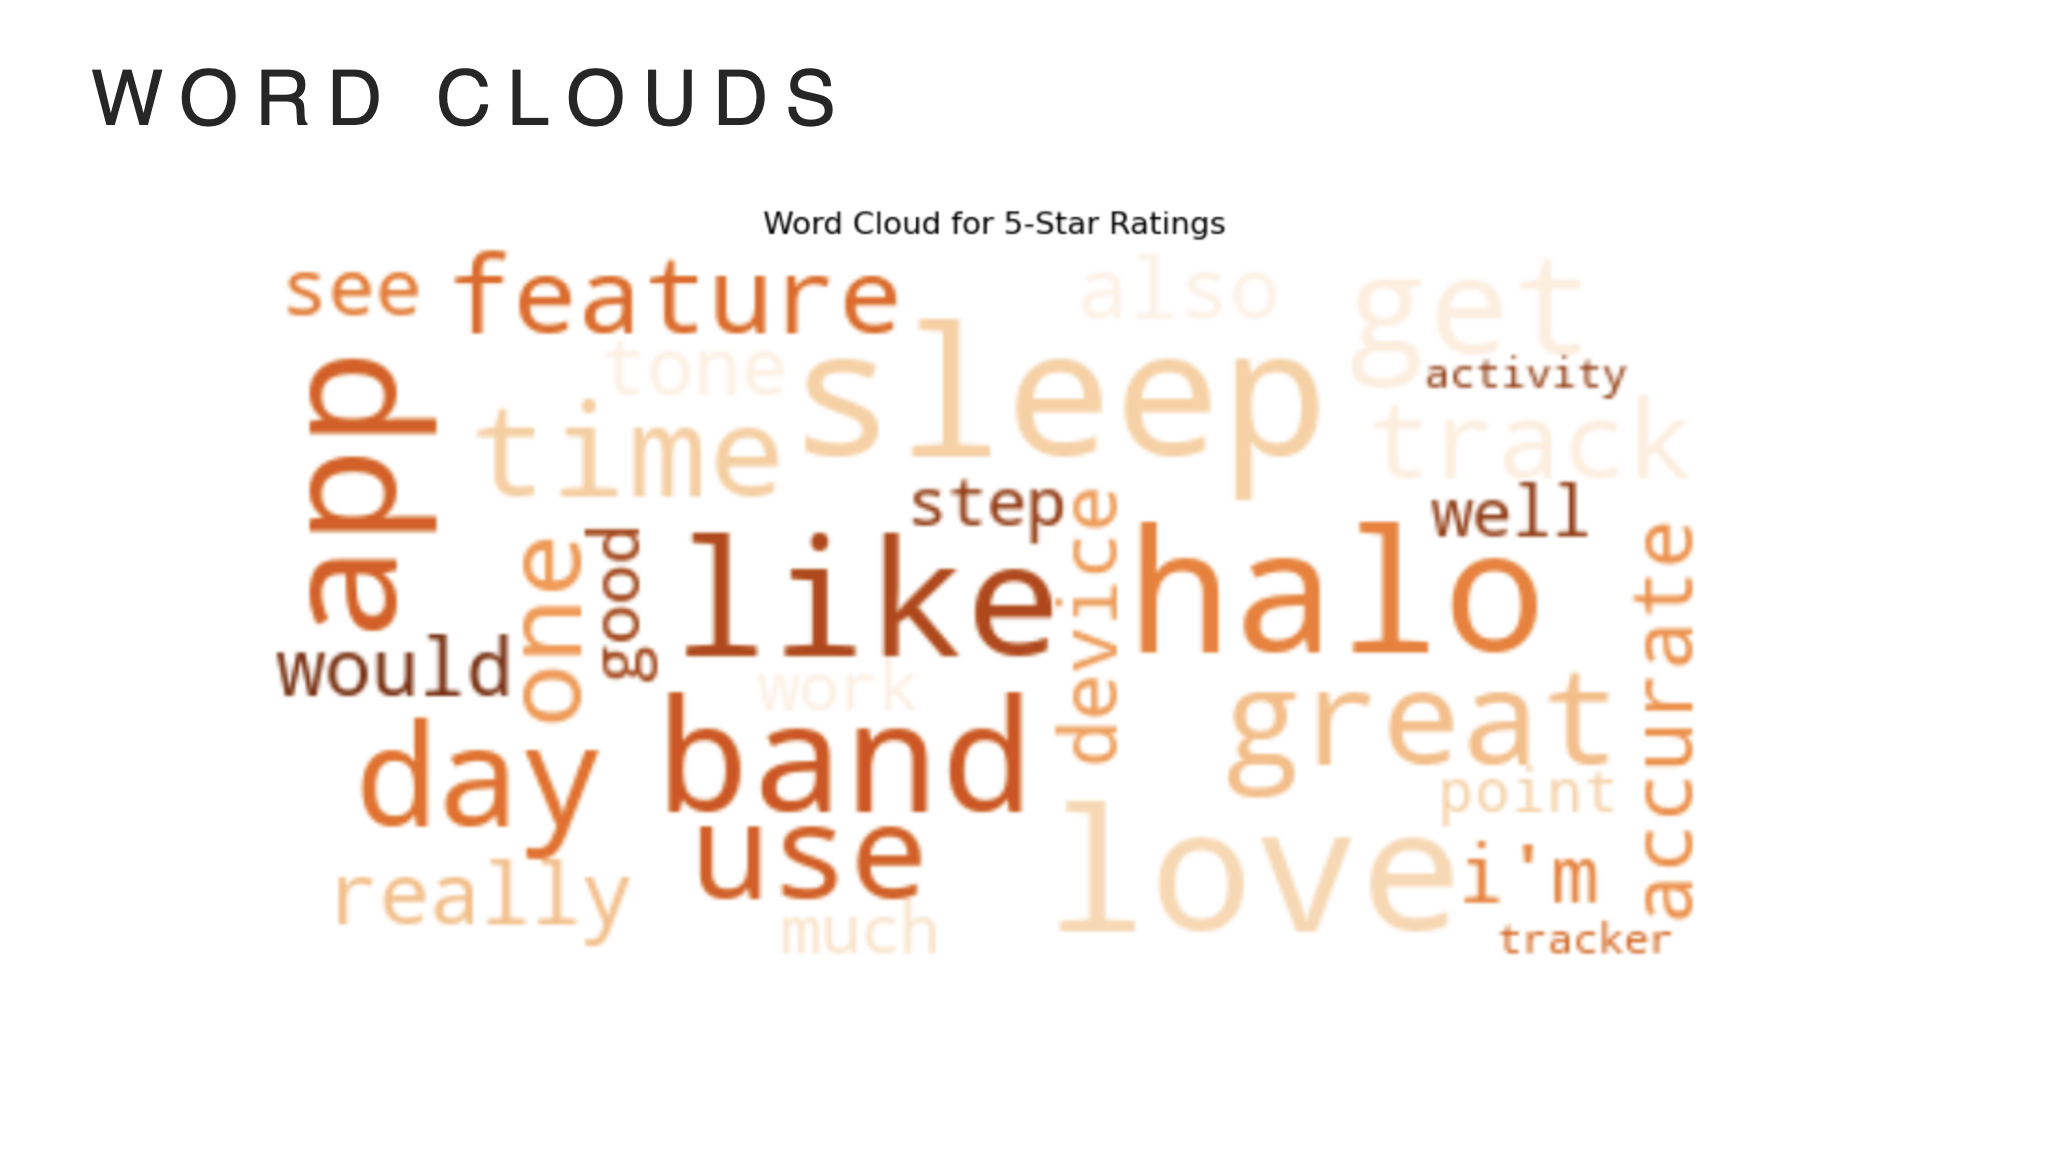 WORD CLOUDS
Word Cloud for 5-Star Ratings
see
feature
also
get
tone
sleep
activity
app
time
track
step
well
one
good
like
device
halo
accurate
would
work
great
day
band
point
use
love
i'm
really
much
tracker